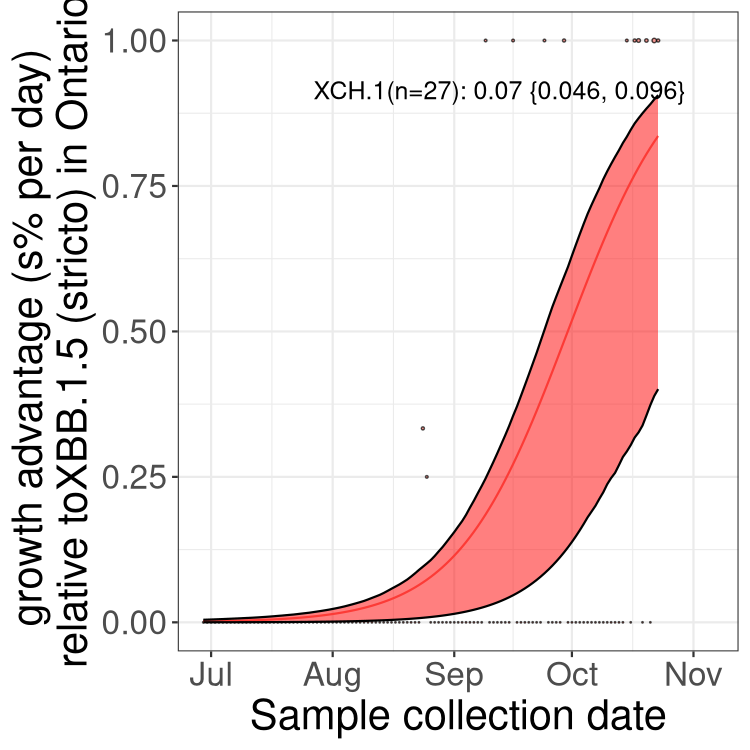 growth advantage (s% per day)
relative toXBB.1.5 (stricto) in Ontario
1.00
0.75
0.50
0.25
0.00
XCH.1(n=27): 0.07 {0.046, 0.096}
Jul Aug Sep Oct Nov
Sample collection date